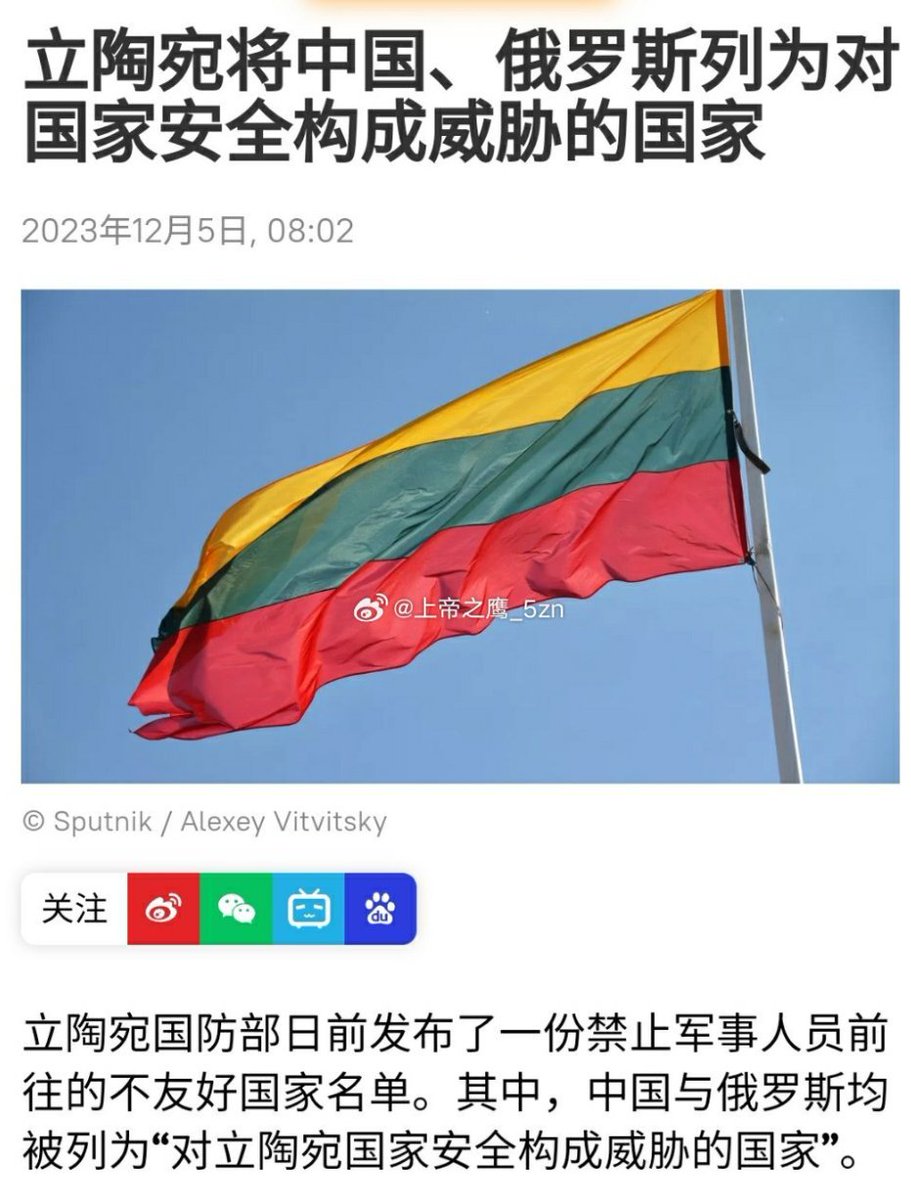 立陶宛将中国、俄罗斯列为对
国家安全构成威胁的国家
2023年12月5日, 08:02
@上帝之鹰_5zn
© Sputnik / Alexey Vitvitsky
关注
du
立陶宛国防部日前发布了一份禁止军事人员前
往的不友好国家名单。其中，中国与俄罗斯均
被列为“对立陶宛国家安全构成威胁的国家”。